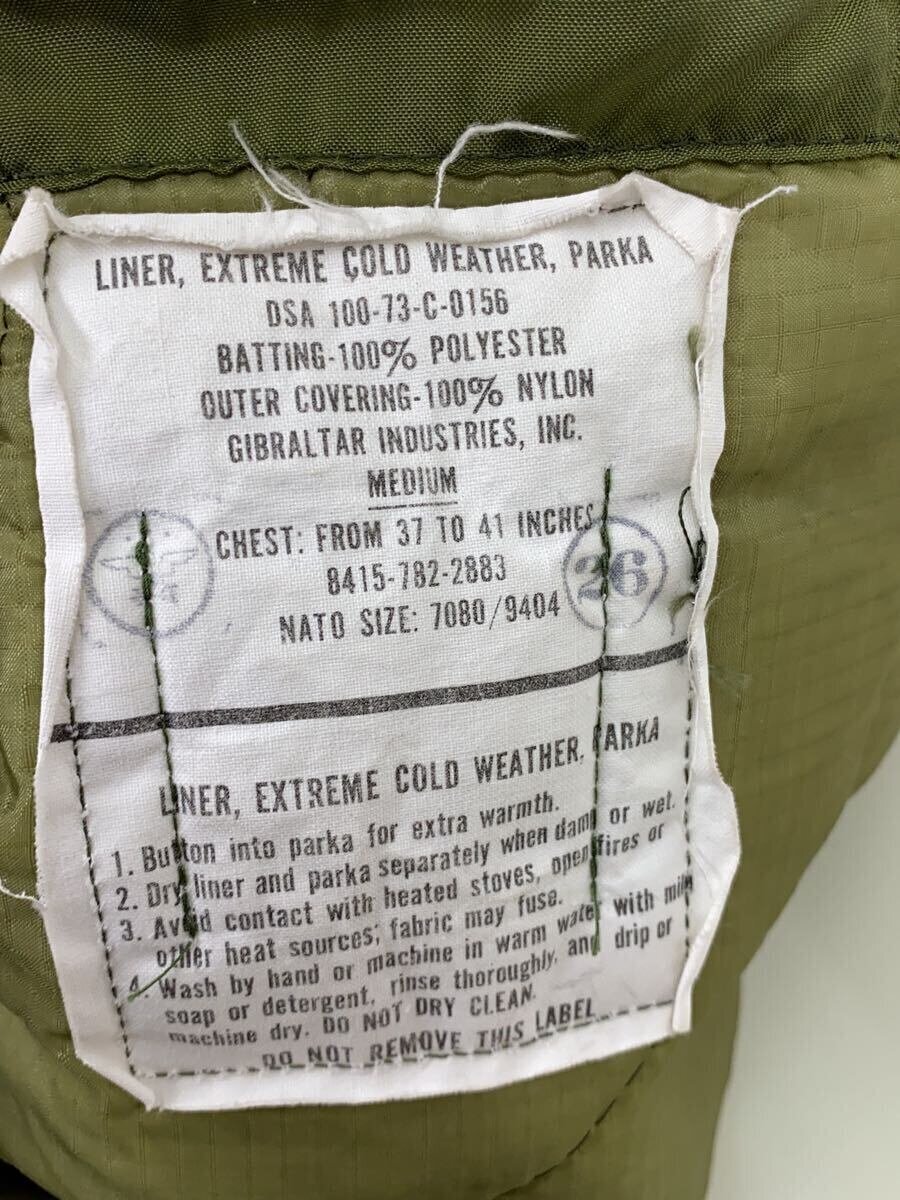 LINER, EXTREME COLD WEATHER, PARKA
DSA 100-73-C-0156
BATTING-100% POLYESTER
OUTER COVERING-100% NYLON
GIBRALTAR INDUSTRIES, INC.
MEDIUM
CHEST: FROM 37 TO 41 INCHES
8415-782-2883
NATO SIZE: 7080/9404
26
LINER, EXTREME COLD WEATHER, PARKA
1. Button into parka for extra warmth.
2. Dry liner and parka separately when damp or wet.
3. Avoid contact with heated stoves, open fires or
other heat sources; fabric may fuse.
4. Wash by hand or machine in warm water with mild
soap or detergent, rinse thoroughly, and drip or
machine dry. DO NOT DRY CLEAN.
DO NOT REMOVE THIS LABEL